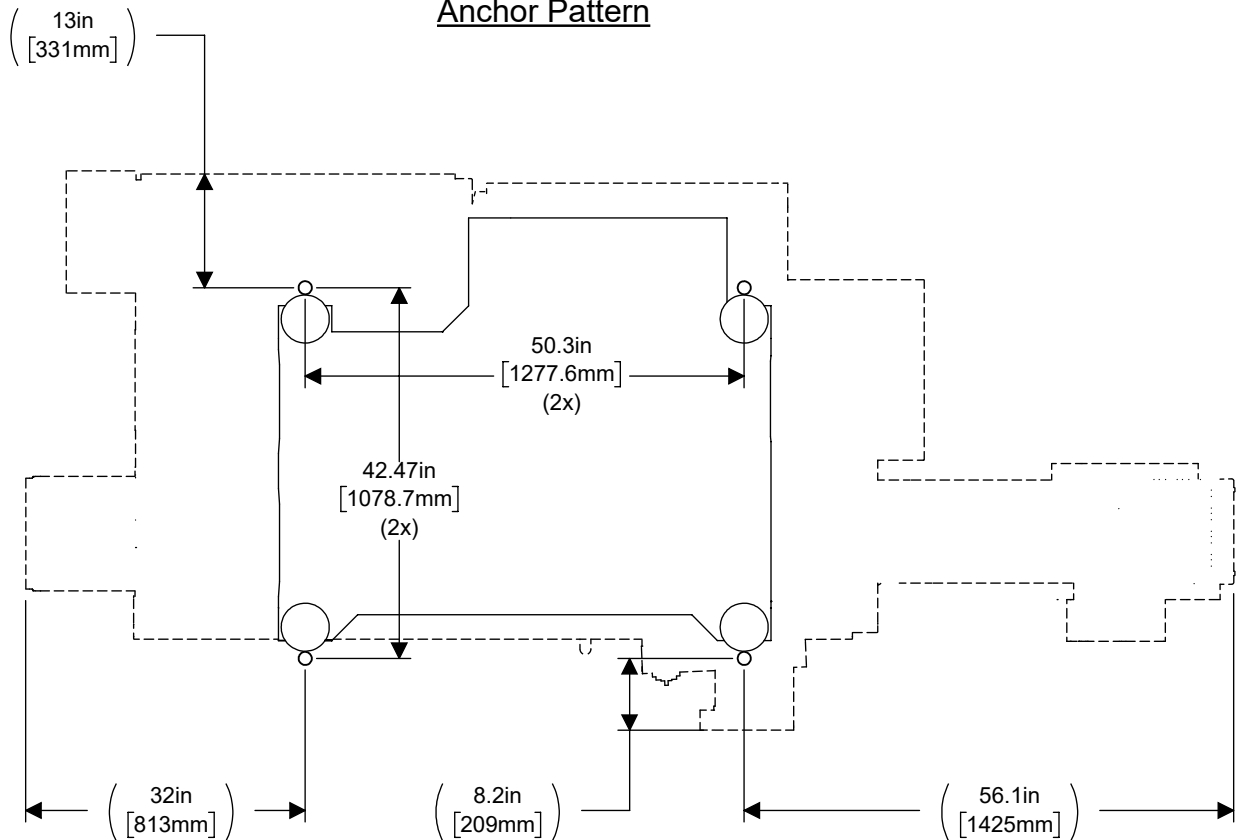 Anchor Pattern
13in
[331mm]
50.3in
[1277.6mm]
(2x)
42.47in
[1078.7mm]
(2x)
32in
[813mm]
8.2in
[209mm]
56.1in
[1425mm]